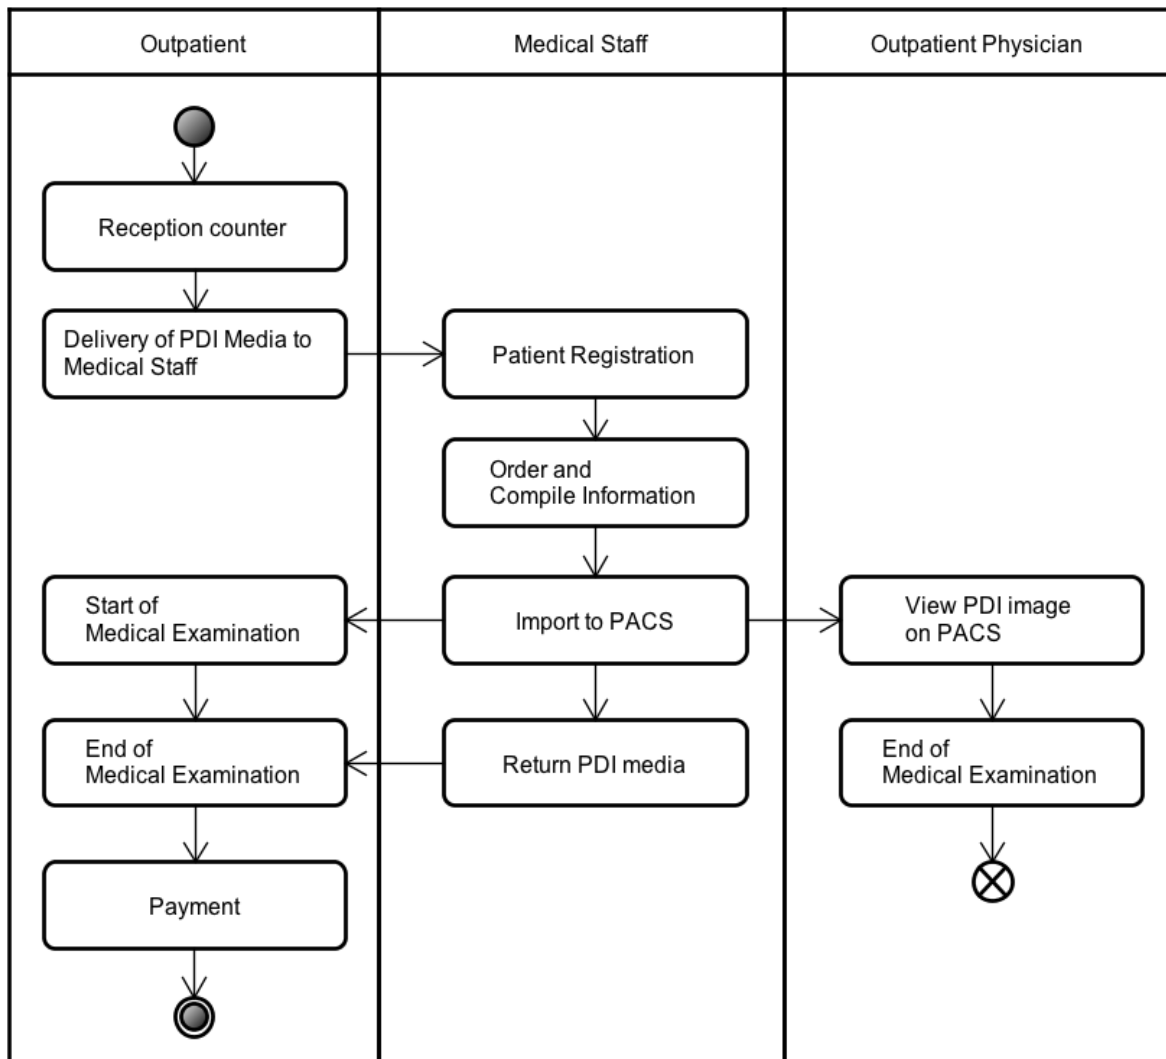 Outpatient
Medical Staff
Outpatient Physician
Reception counter
Delivery of PDI Media to
Medical Staff
Patient Registration
Order and
Compile Information
Start of
Medical Examination
Import to PACS
View PDI image
on PACS
End of
Medical Examination
Return PDI media
End of
Medical Examination
Payment